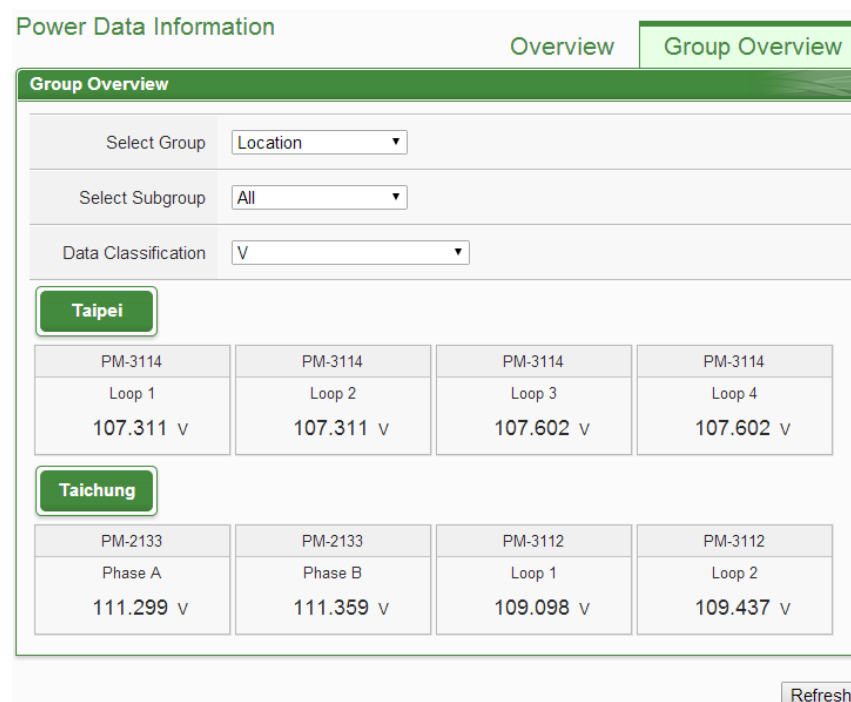 Power Data Information
Overview Group Overview
Group Overview
Select Group Location
Select Subgroup All
Data Classification V
Taipei
PM-3114 PM-3114 PM-3114 PM-3114
Loop 1 Loop 2 Loop 3 Loop 4
107.311 V 107.311 V 107.602 V 107.602 V
Taichung
PM-2133 PM-2133 PM-3112 PM-3112
Phase A Phase B Loop 1 Loop 2
111.299 V 111.359 V 109.098 V 109.437 V
Refresh